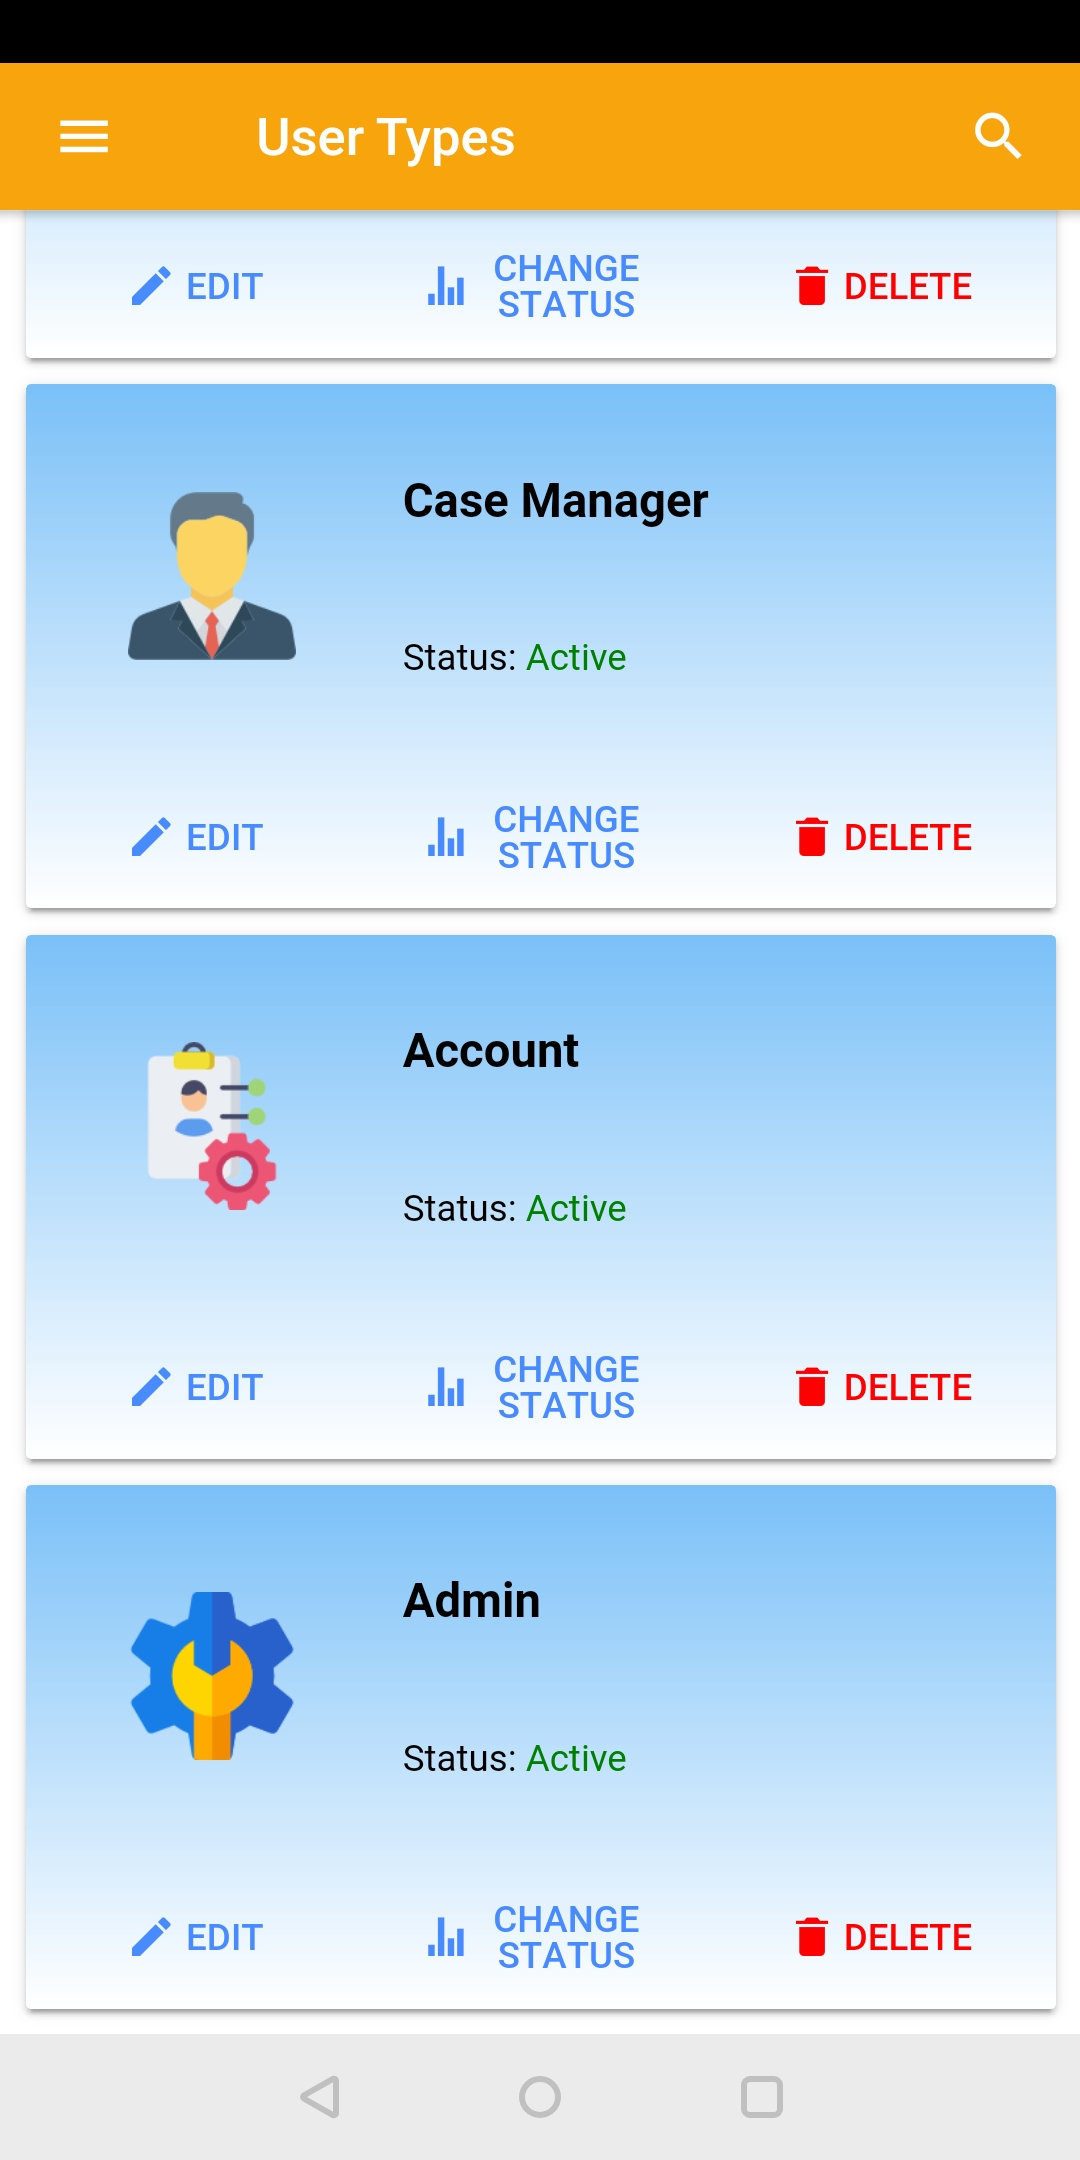 User Types
EDIT
CHANGE
STATUS
DELETE
Case Manager
Status: Active
EDIT
CHANGE
STATUS
DELETE
Account
Status: Active
EDIT
CHANGE
STATUS
DELETE
Admin
Status: Active
EDIT
CHANGE
STATUS
DELETE